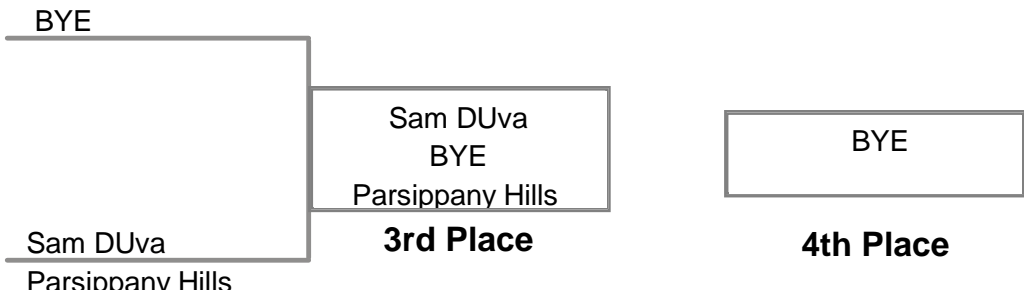 BYE
Sam DUva
BYE
Parsippany Hills
3rd Place
BYE
4th Place
Sam DUva
Parsippany Hills